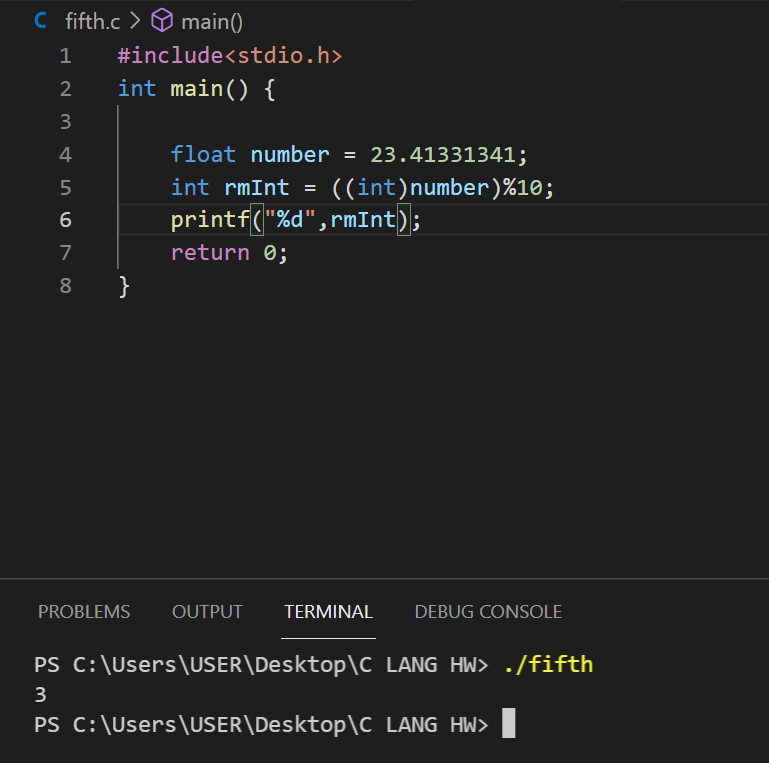 C fifth.c > main()
1 #include<stdio.h>
2 int main() {
3
4 float number = 23.41331341;
5 int rmInt = ((int)number)%10;
6 printf("%d",rmInt);
7 return 0;
8 }
PROBLEMS OUTPUT TERMINAL DEBUG CONSOLE
PS C:\Users\USER\Desktop\C LANG HW> ./fifth
3
PS C:\Users\USER\Desktop\C LANG HW>